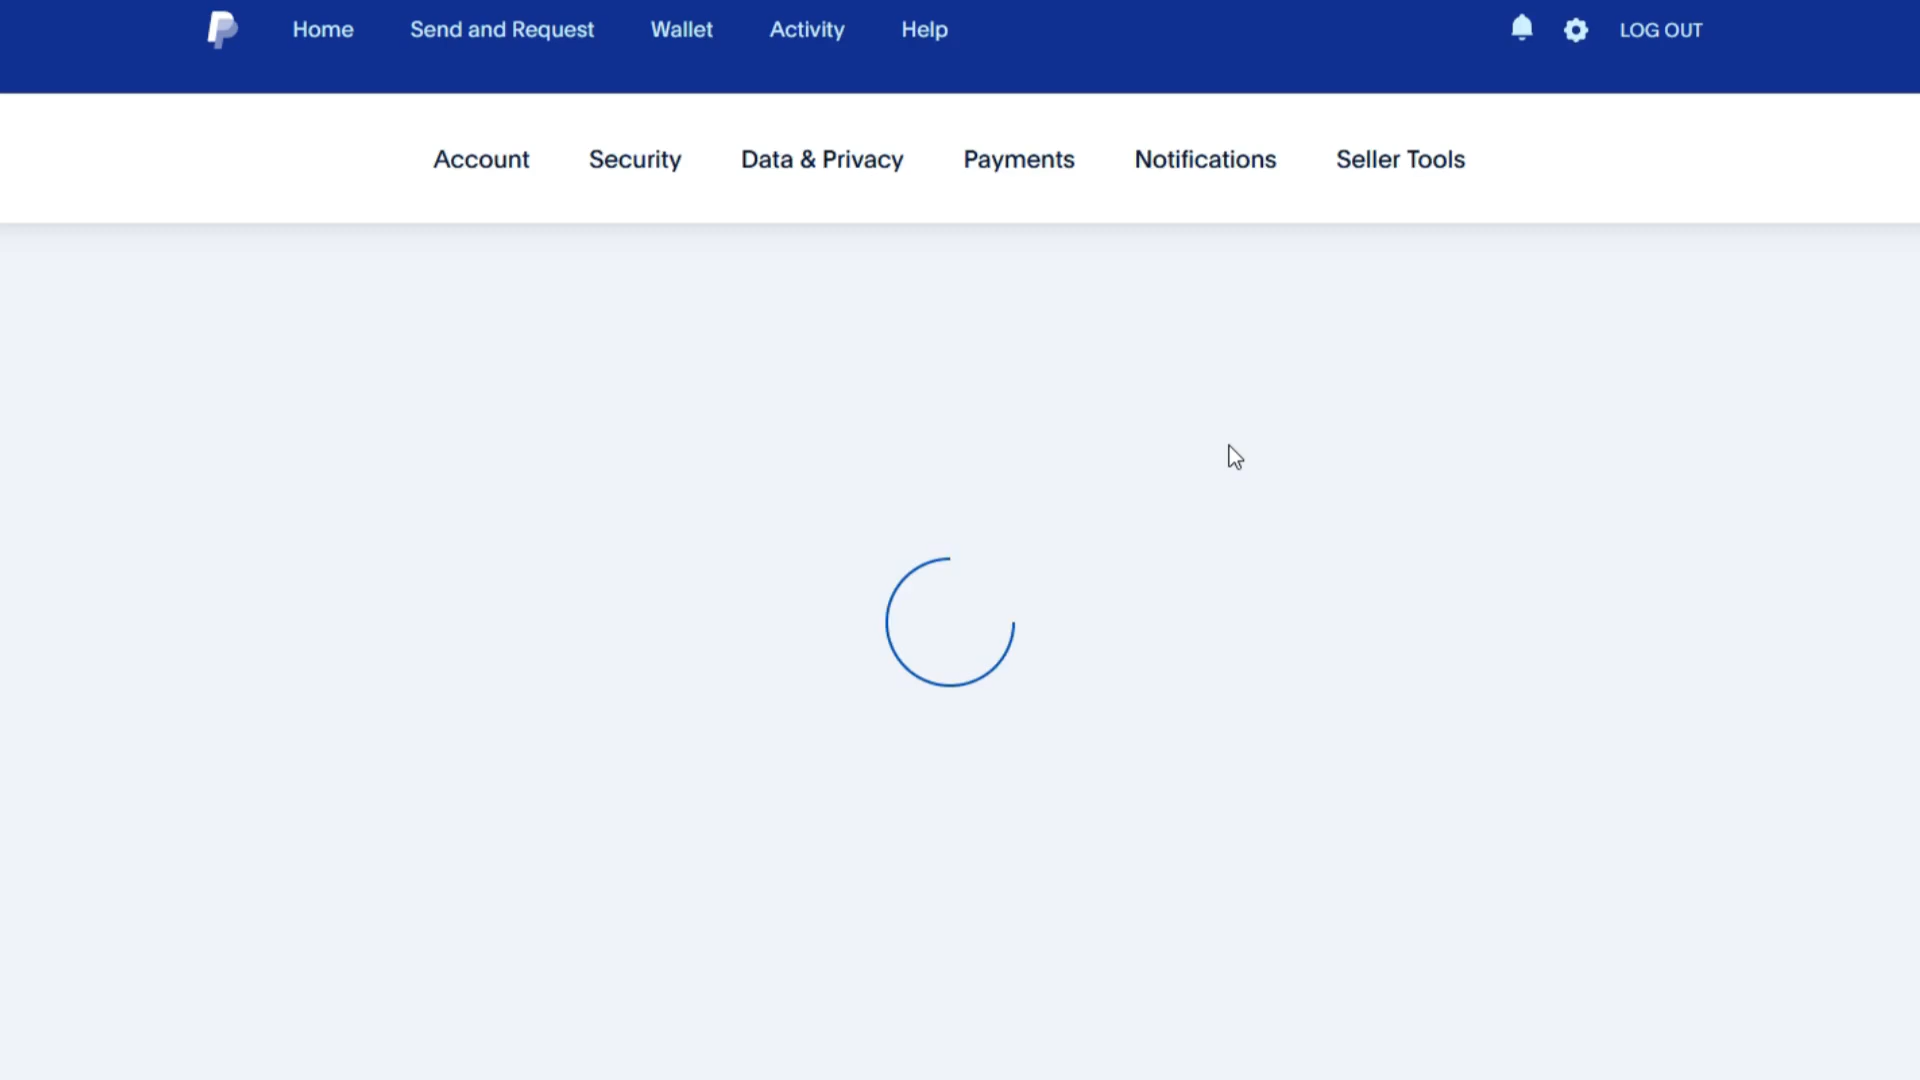 Home Send and Request Wallet Activity Help LOG OUT
Account Security Data & Privacy Payments Notifications Seller Tools